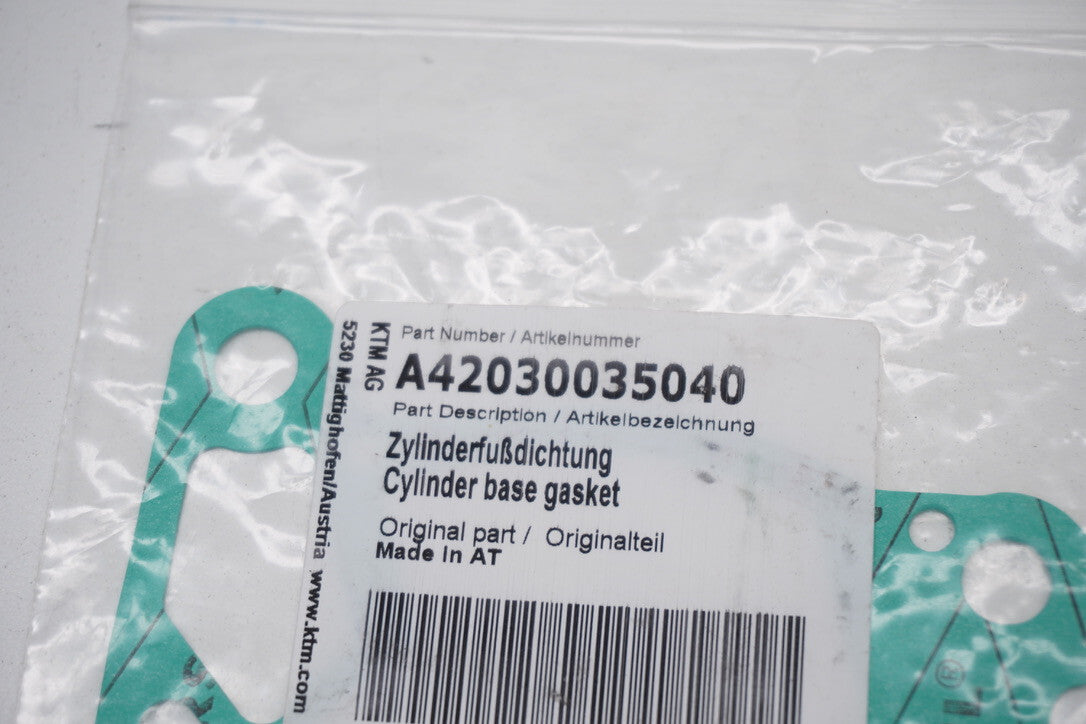 KTM AG
5230 Mattighofen/Austria www.ktm.com
Part Number / Artikelnummer
A42030035040
Part Description / Artikelbezeichnung
Zylinderfußdichtung
Cylinder base gasket
Original part / Originalteil
Made in AT
®